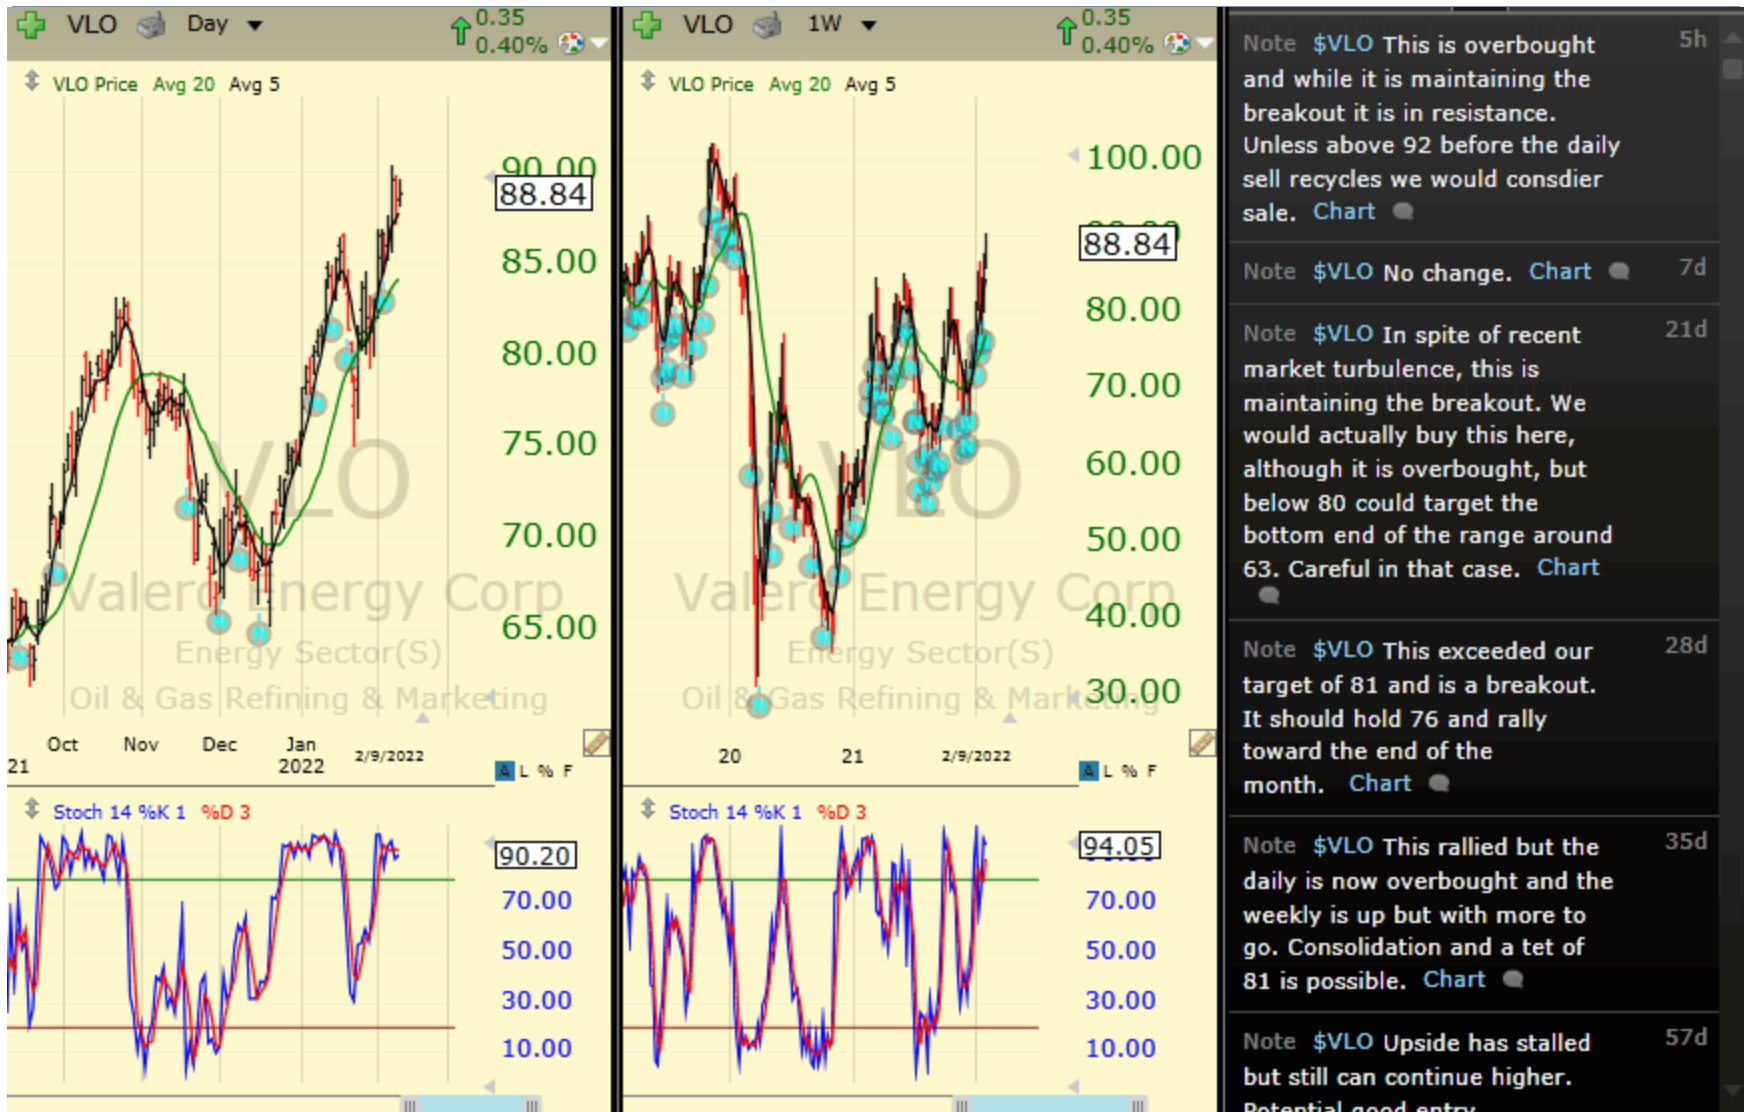 VLO Day
0.35
0.40%
VLO Price Avg 20 Avg 5
90.00
88.84
85.00
80.00
75.00
70.00
65.00
VLO
Valero Energy Corp
Energy Sector(S)
Oil & Gas Refining & Marketing
Oct Nov Dec Jan
21 2022 2/9/2022
A L % F
Stoch 14 %K 1 %D 3
90.20
70.00
50.00
30.00
10.00
VLO 1W
0.35
0.40%
VLO Price Avg 20 Avg 5
100.00
90.00
88.84
80.00
70.00
60.00
50.00
40.00
30.00
VLO
Valero Energy Corp
Energy Sector(S)
Oil & Gas Refining & Marketing
20 21 2/9/2022
A L % F
Stoch 14 %K 1 %D 3
94.05
70.00
50.00
30.00
10.00
Note $VLO This is overbought 5h
and while it is maintaining the
breakout it is in resistance.
Unless above 92 before the daily
sell recycles we would consdier
sale. Chart
Note $VLO No change. Chart 7d
Note $VLO In spite of recent 21d
market turbulence, this is
maintaining the breakout. We
would actually buy this here,
although it is overbought, but
below 80 could target the
bottom end of the range around
63. Careful in that case. Chart
Note $VLO This exceeded our 28d
target of 81 and is a breakout.
It should hold 76 and rally
toward the end of the
month. Chart
Note $VLO This rallied but the 35d
daily is now overbought and the
weekly is up but with more to
go. Consolidation and a tet of
81 is possible. Chart
Note $VLO Upside has stalled 57d
but still can continue higher.
Potential good entry